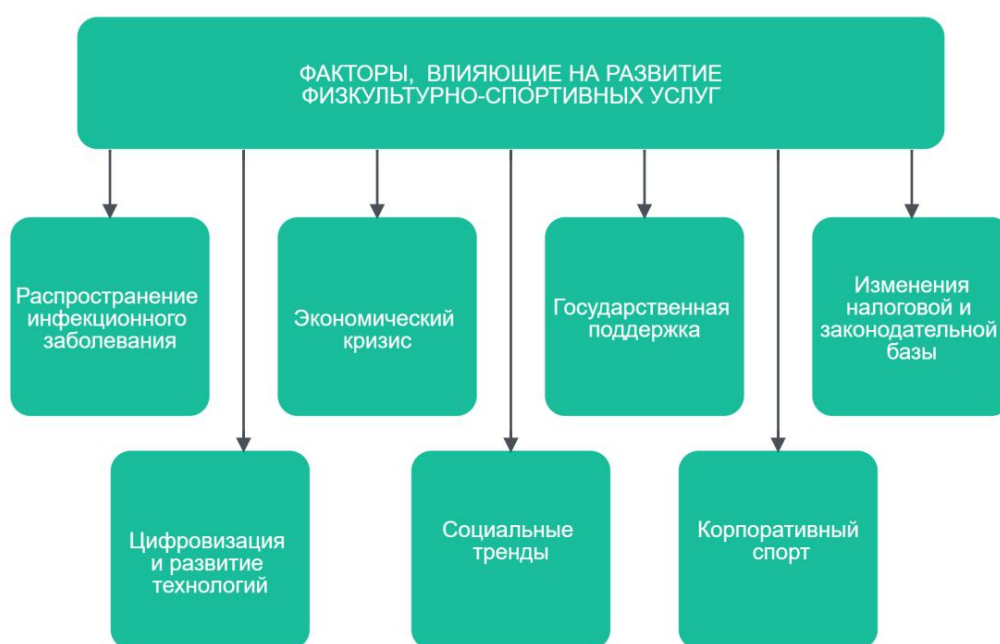 ФАКТОРЫ, ВЛИЯЮЩИЕ НА РАЗВИТИЕ
ФИЗКУЛЬТУРНО-СПОРТИВНЫХ УСЛУГ
Распространение
инфекционного
заболевания
Экономический
кризис
Государственная
поддержка
Изменения
налоговой и
законодательной
базы
Цифровизация
и развитие
технологий
Социальные
тренды
Корпоративный
спорт